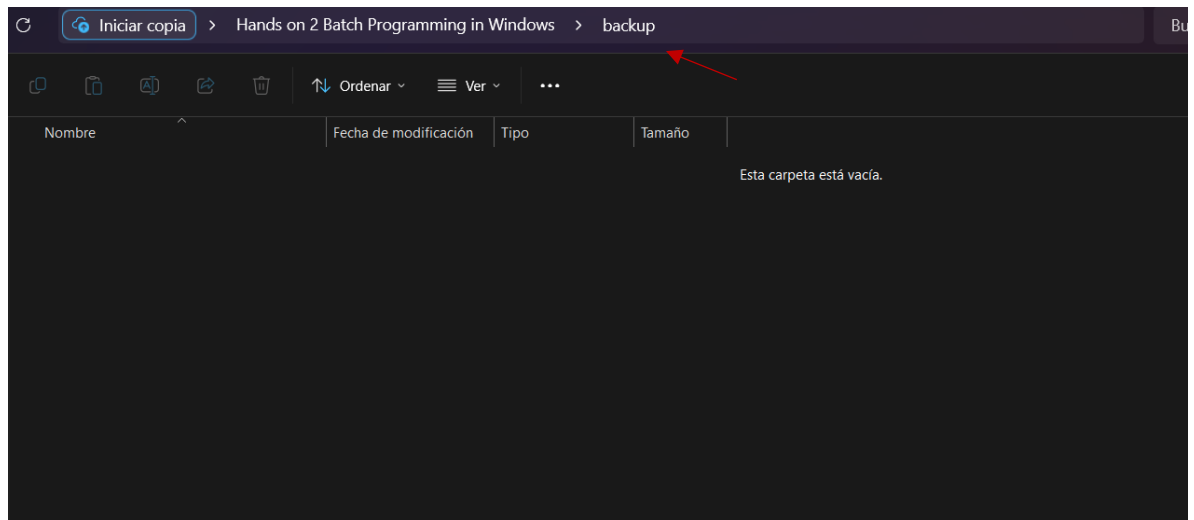 Iniciar copia > Hands on 2 Batch Programming in Windows > backup Bu
Ordenar Ver
Nombre Fecha de modificación Tipo Tamaño
Esta carpeta está vacía.